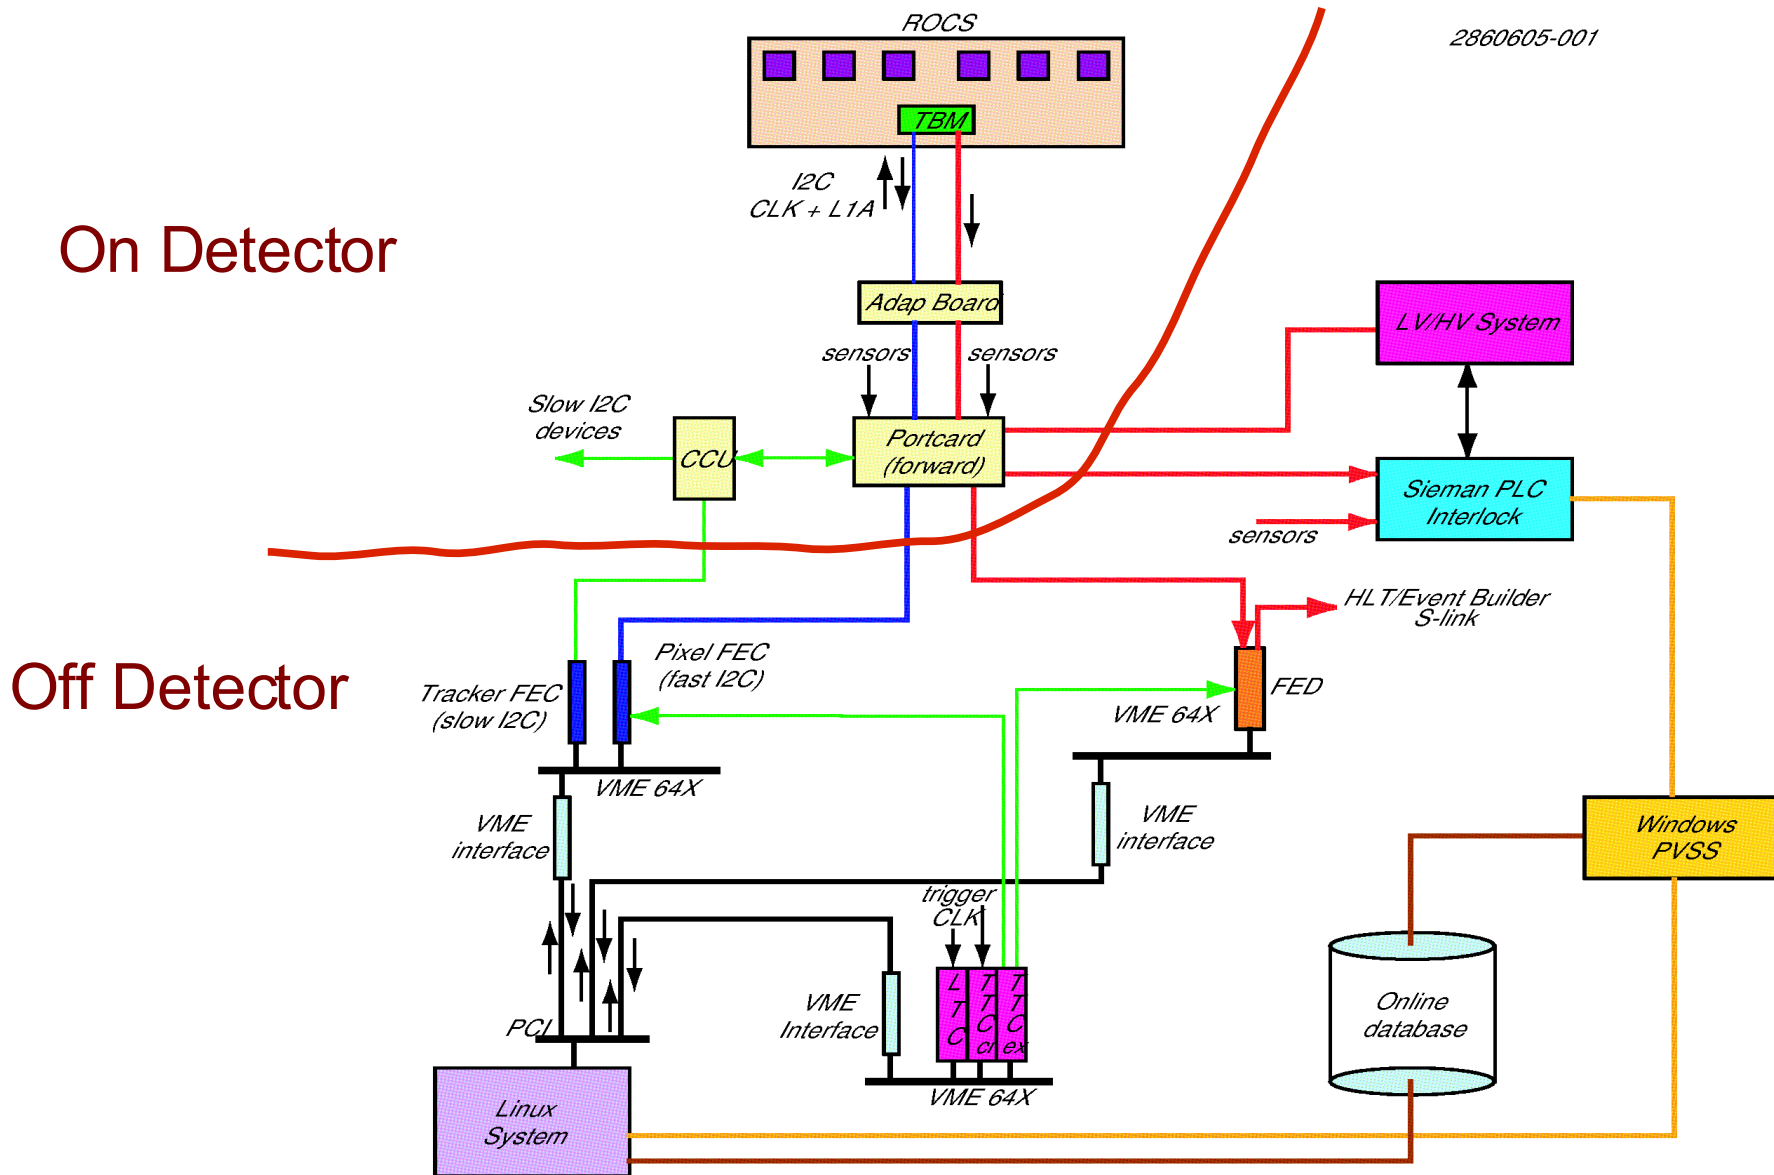 ROCS
2860605-001
TBM
I2C
CLK + L1A
On Detector
Adap Board
LV/HV System
sensors
sensors
Slow I2C
devices
CCU
Portcard
(forward)
Sieman PLC
Interlock
sensors
HLT/Event Builder
S-link
Off Detector
Pixel FEC
(fast I2C)
Tracker FEC
(slow I2C)
FED
VME 64X
VME 64X
VME
interface
VME
interface
Windows
PVSS
trigger
CLK
LTC
TTCci
TTCex
VME
Interface
Online
database
PCI
VME 64X
Linux
System